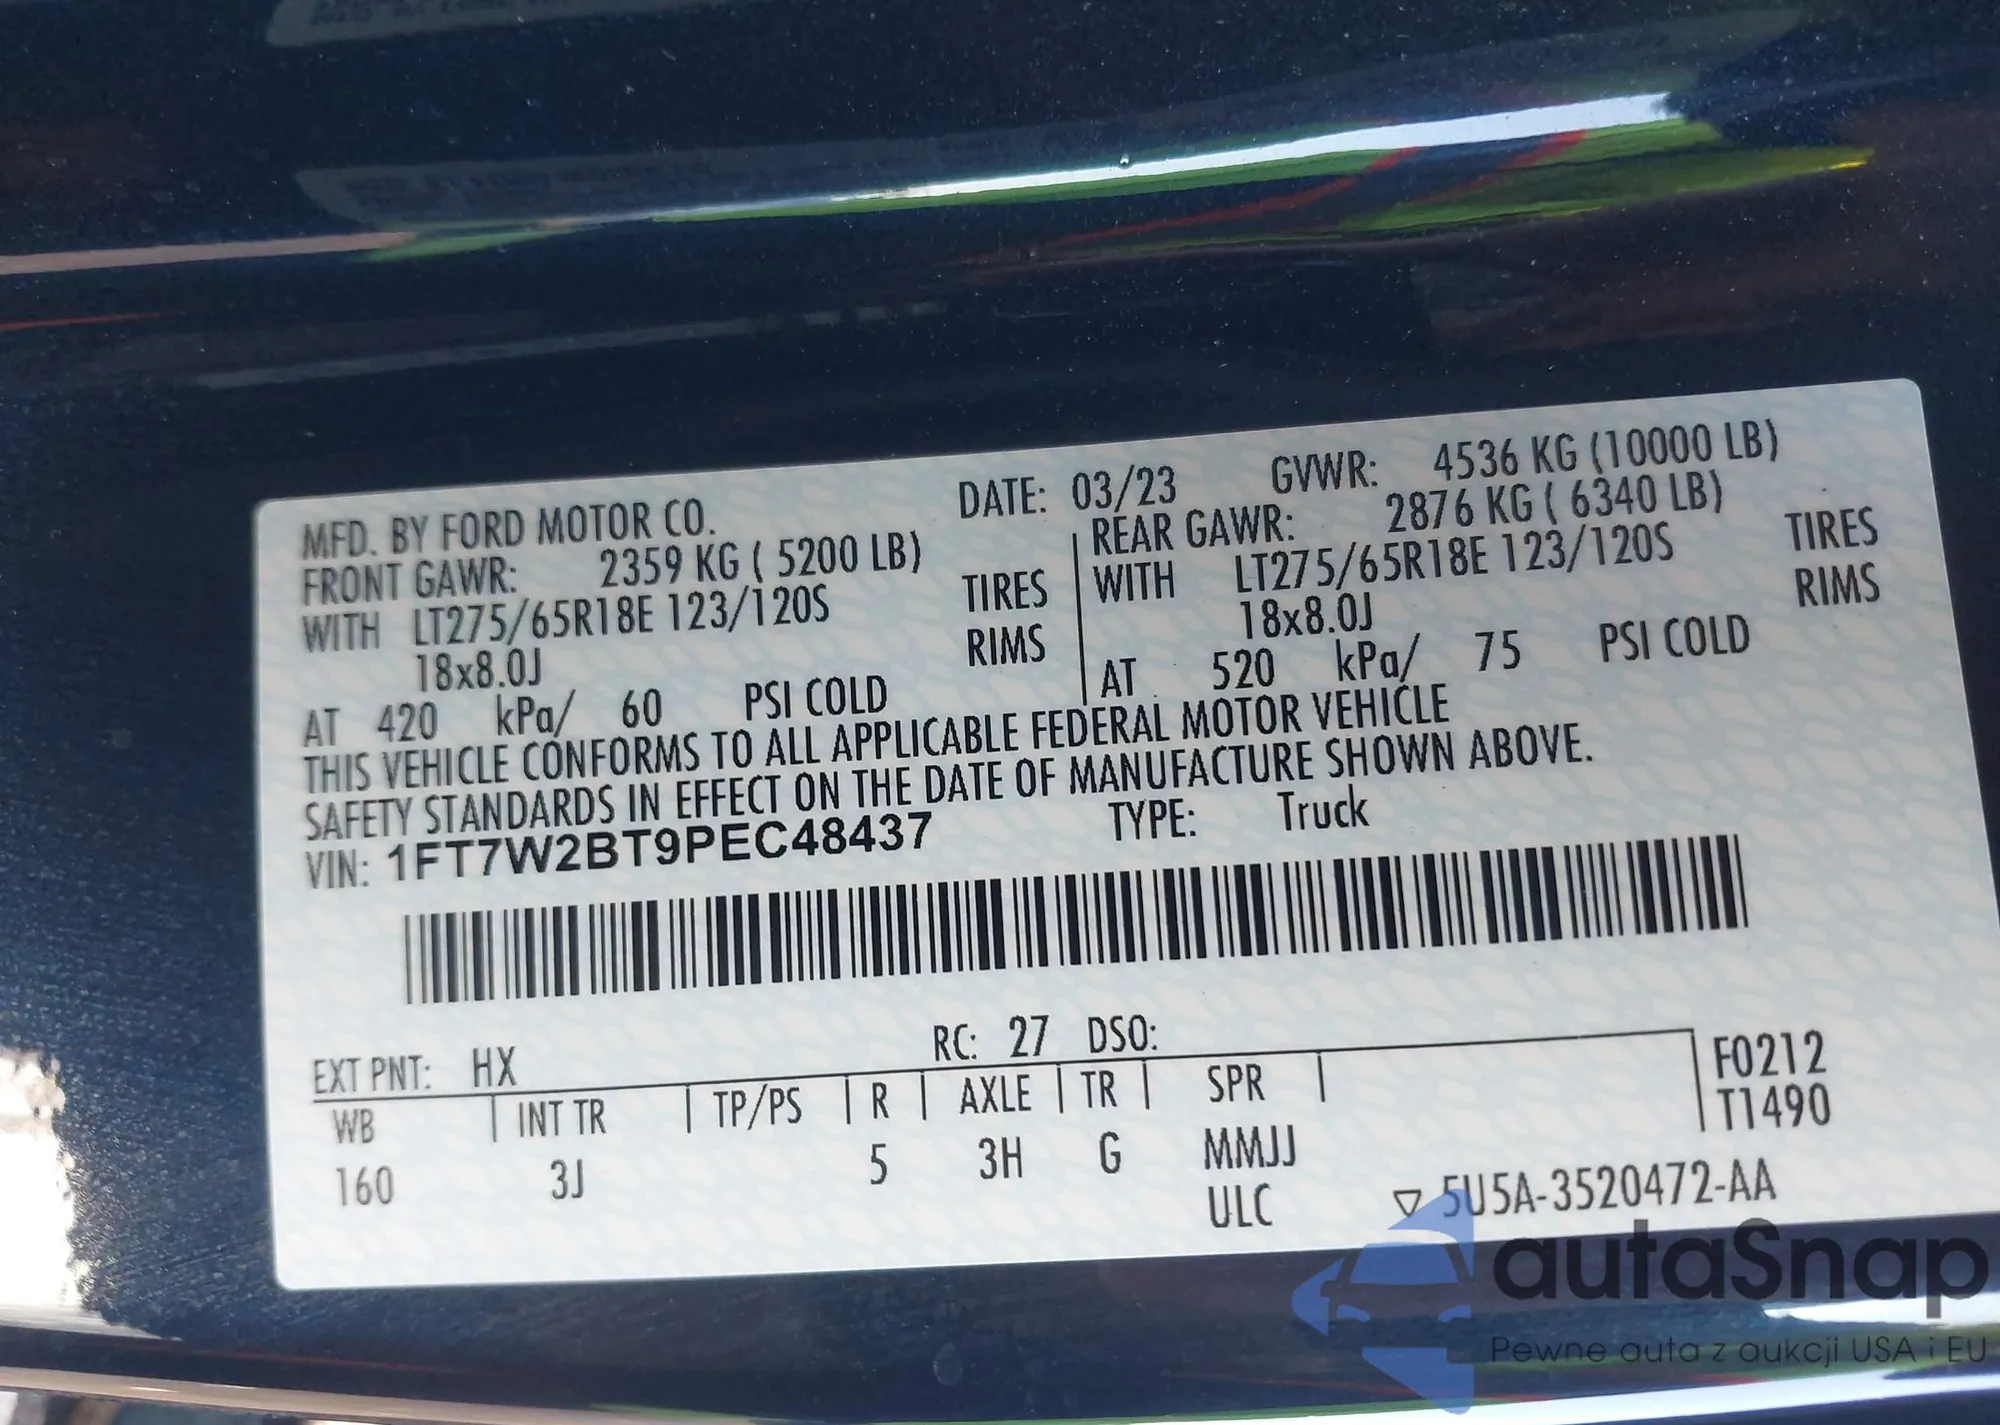 MFD. BY FORD MOTOR CO. DATE: 03/23 GVWR: 4536 KG (10000 LB)
FRONT GAWR: 2359 KG ( 5200 LB) REAR GAWR: 2876 KG ( 6340 LB)
WITH LT275/65R18E 123/120S TIRES WITH LT275/65R18E 123/120S TIRES
18x8.0J RIMS 18x8.0J RIMS
AT 420 kPa/ 60 PSI COLD AT 520 kPa/ 75 PSI COLD
THIS VEHICLE CONFORMS TO ALL APPLICABLE FEDERAL MOTOR VEHICLE
SAFETY STANDARDS IN EFFECT ON THE DATE OF MANUFACTURE SHOWN ABOVE.
VIN: 1FT7W2BT9PEC48437 TYPE: Truck
EXT PNT: HX RC: 27 DSO:
WB INT TR TP/PS R AXLE TR SPR F0212
T1490
160 3J 5 3H G MMJJ
ULC ▽ 5U5A-3520472-AA
autaSnap
Pewne auta z aukcji USA i EU